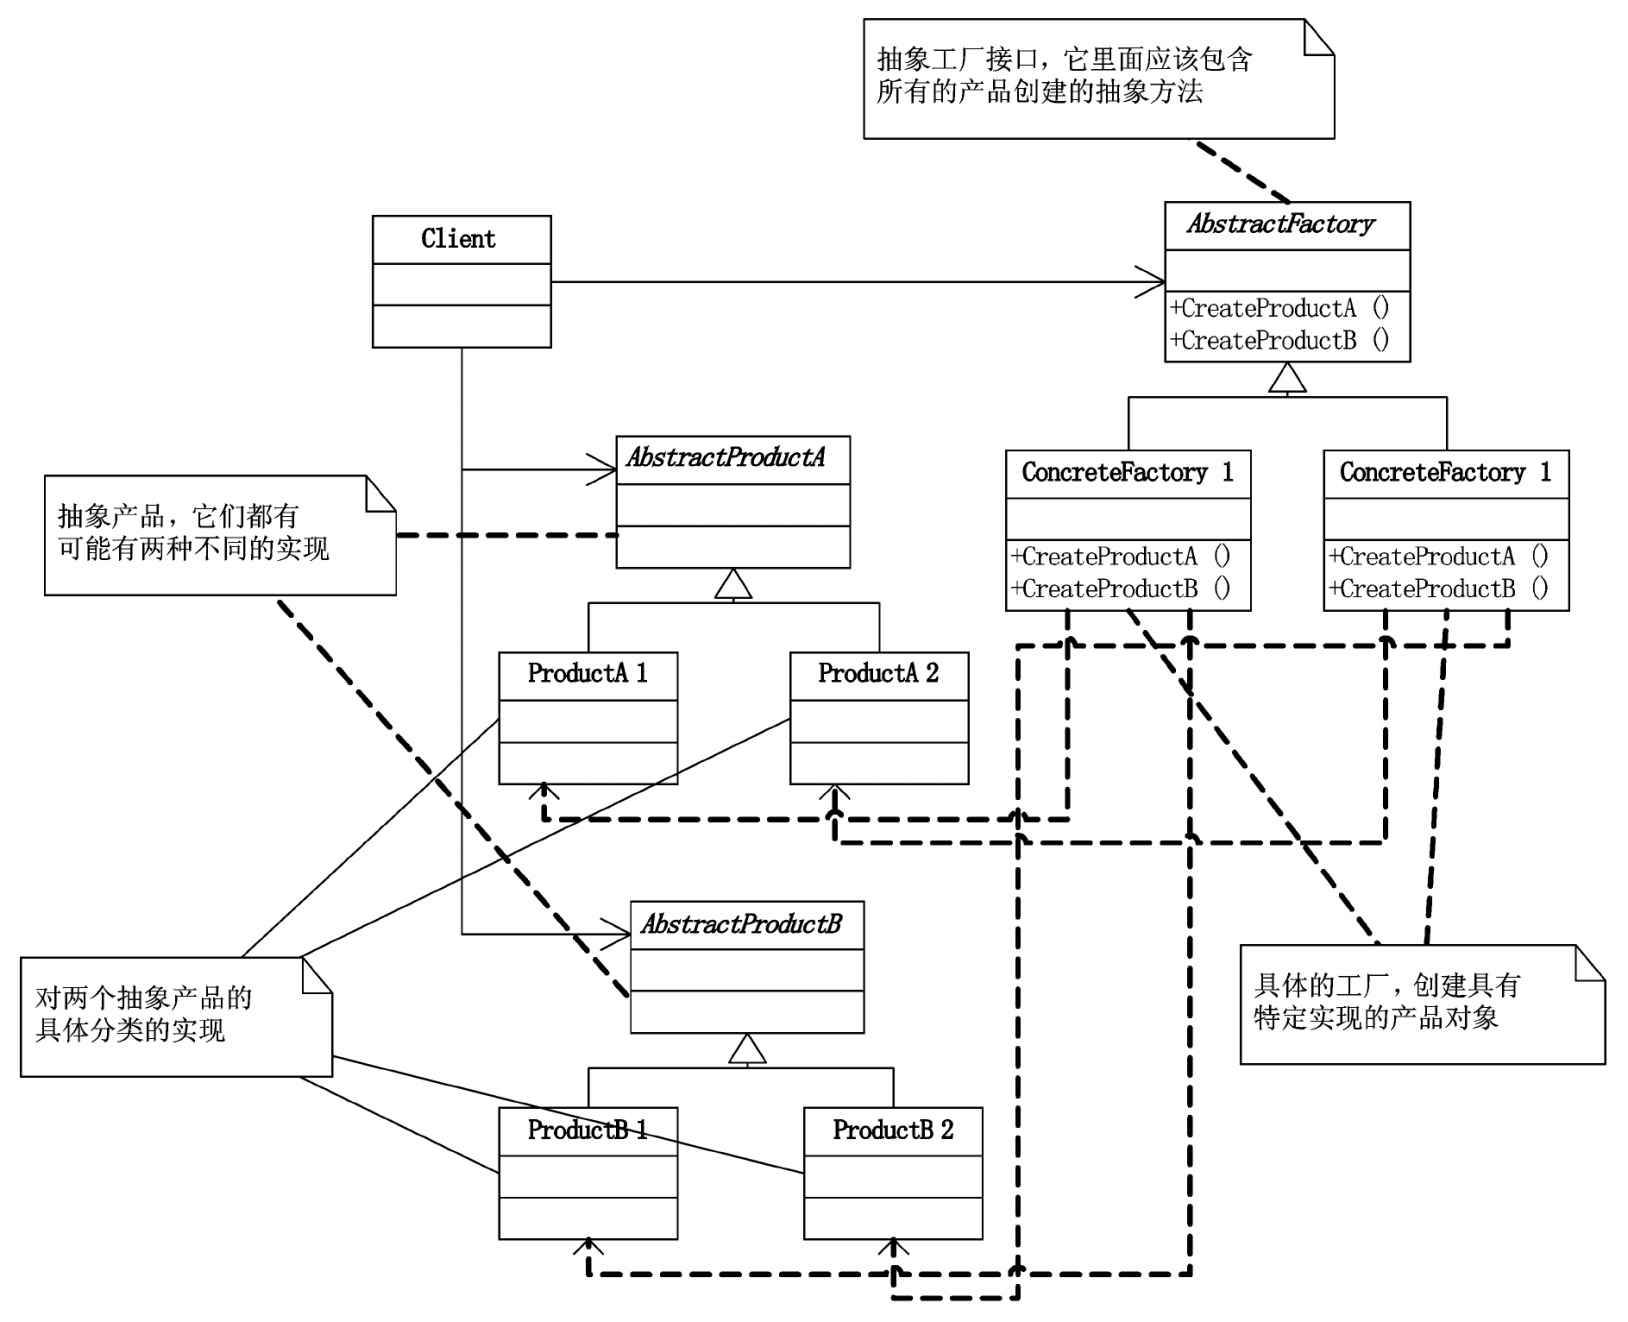 抽象工厂接口，它里面应该包含
所有的产品创建的抽象方法
Client
AbstractFactory
+CreateProductA ()
+CreateProductB ()
AbstractProductA
ConcreteFactory 1
+CreateProductA ()
+CreateProductB ()
ConcreteFactory 1
+CreateProductA ()
+CreateProductB ()
抽象产品，它们都有
可能有两种不同的实现
ProductA 1
ProductA 2
AbstractProductB
对两个抽象产品的
具体分类的实现
具体的工厂，创建具有
特定实现的产品对象
ProductB 1
ProductB 2